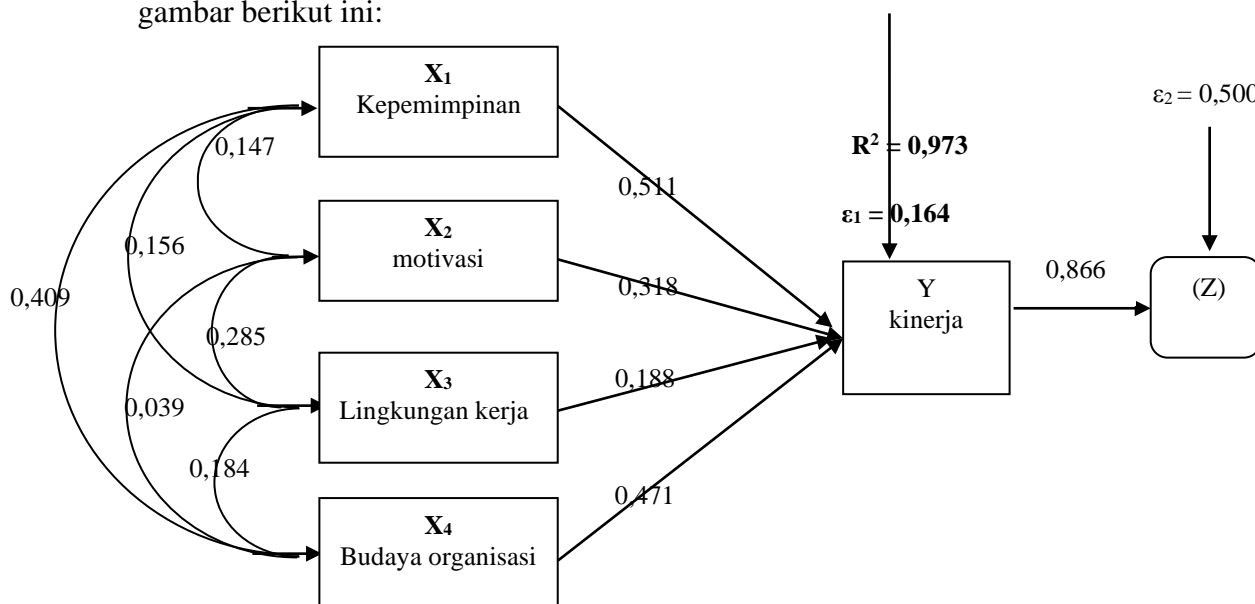 gambar berikut ini:
X₁
Kepemimpinan
ε₂ = 0,500
0,147
R² = 0,973
0,511
ε₁ = 0,164
X₂
motivasi
0,156
0,866
Y
kinerja
(Z)
0,409
0,318
0,285
X₃
Lingkungan kerja
0,188
0,039
0,184
0,471
X₄
Budaya organisasi